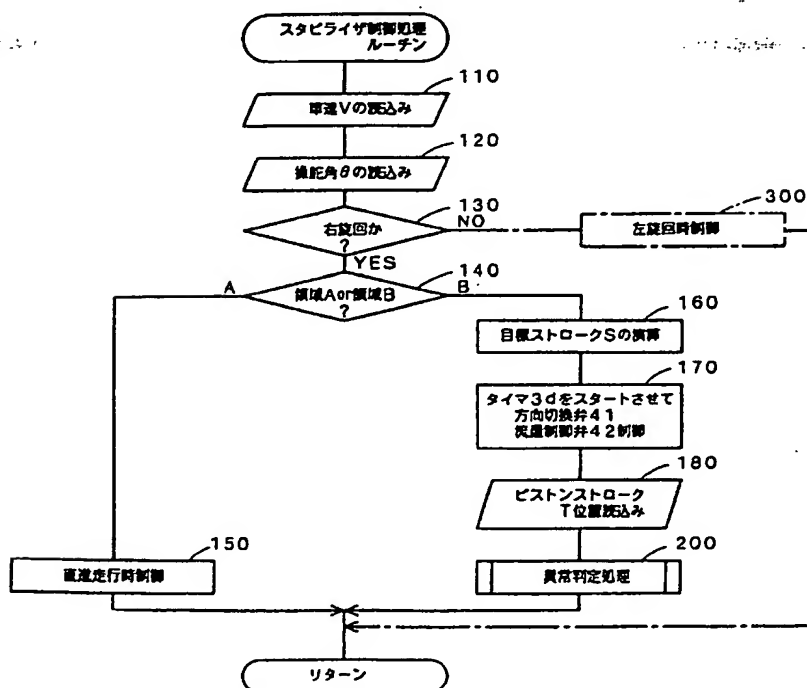 スタビライザ制御処理
ルーチン
110
車速Vの読込み
120
操舵角θの読込み
130
右旋回か
?
NO
300
左旋回時制御
YES
140
A
領域Aor領域B
?
B
160
目標ストロークSの演算
170
タイマ3dをスタートさせて
方向切換弁41
流量制御弁42制御
180
ピストンストローク
T位置読込み
150
直進走行時制御
200
異常判定処理
リターン